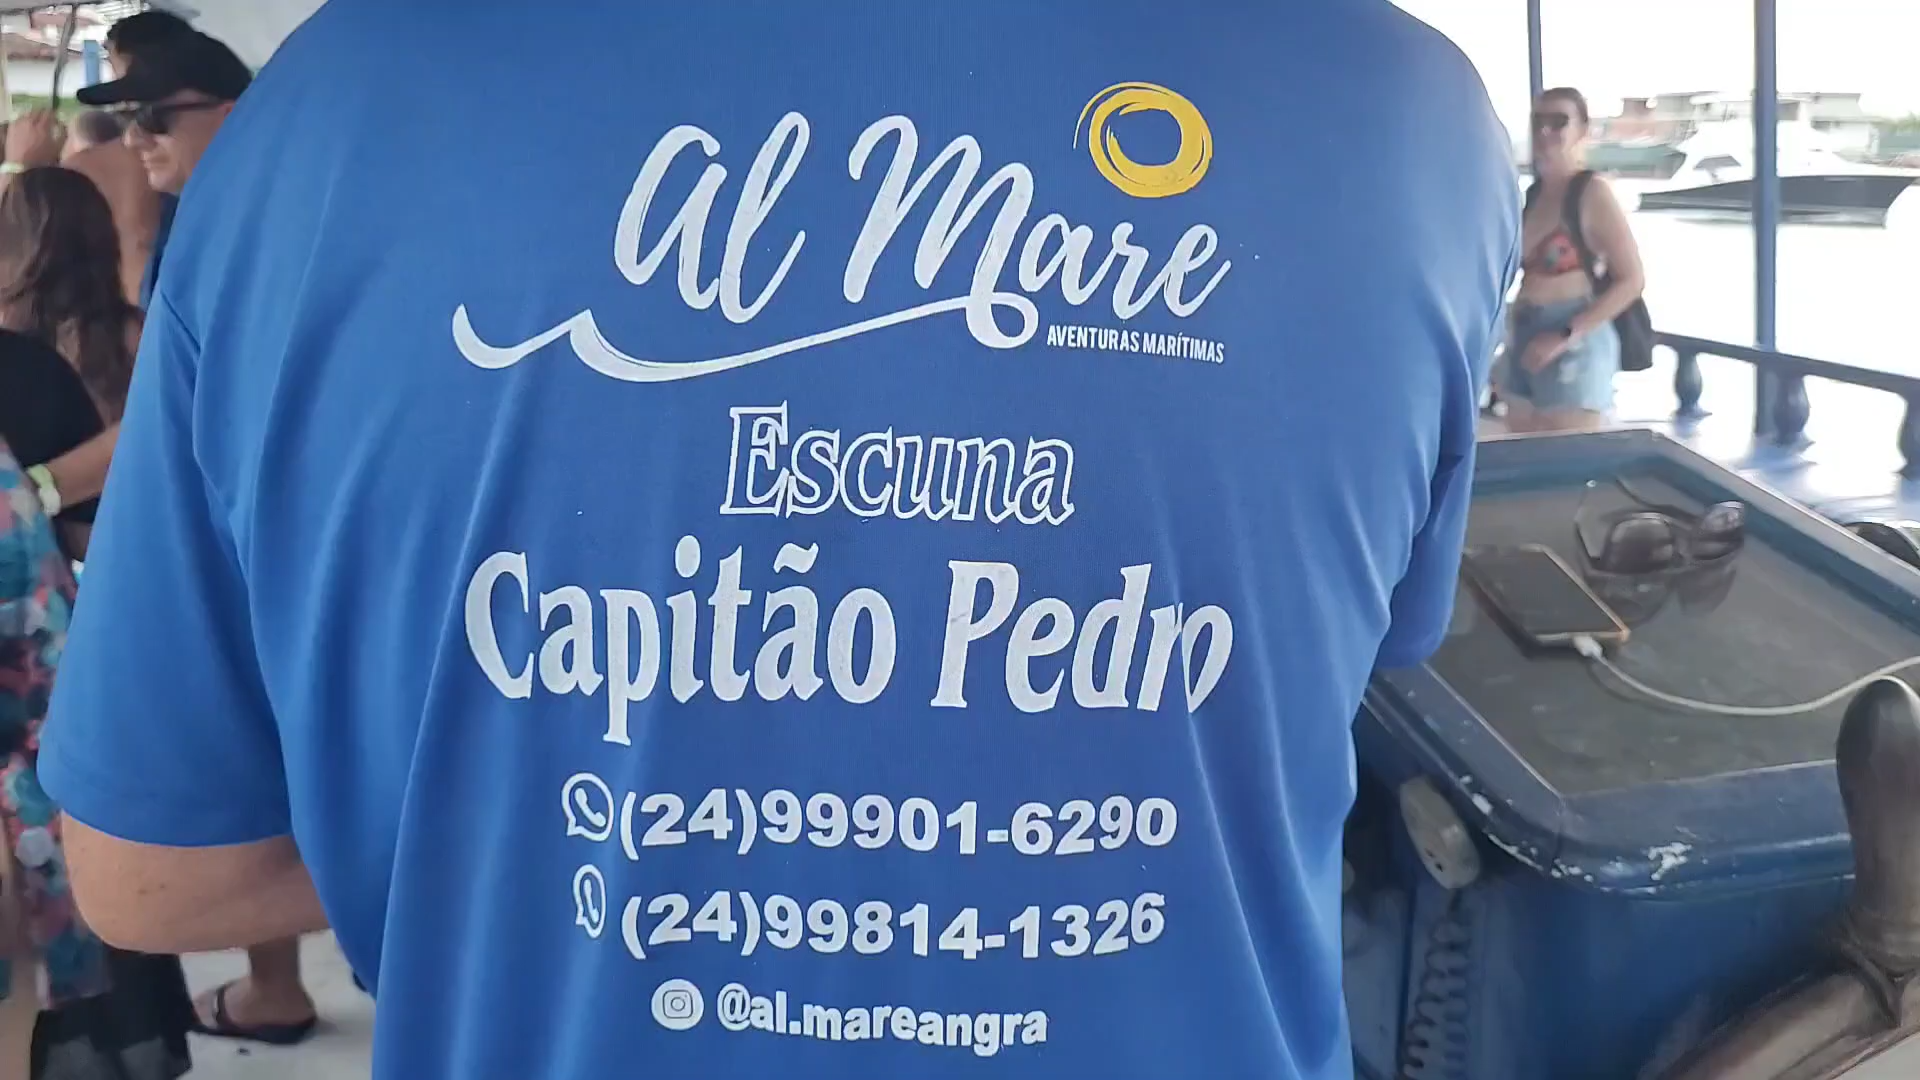 al Mare
AVENTURAS MARÍTIMAS
Escuna
Capitão Pedro
(24)99901-6290
(24)99814-1326
@al.mareangra